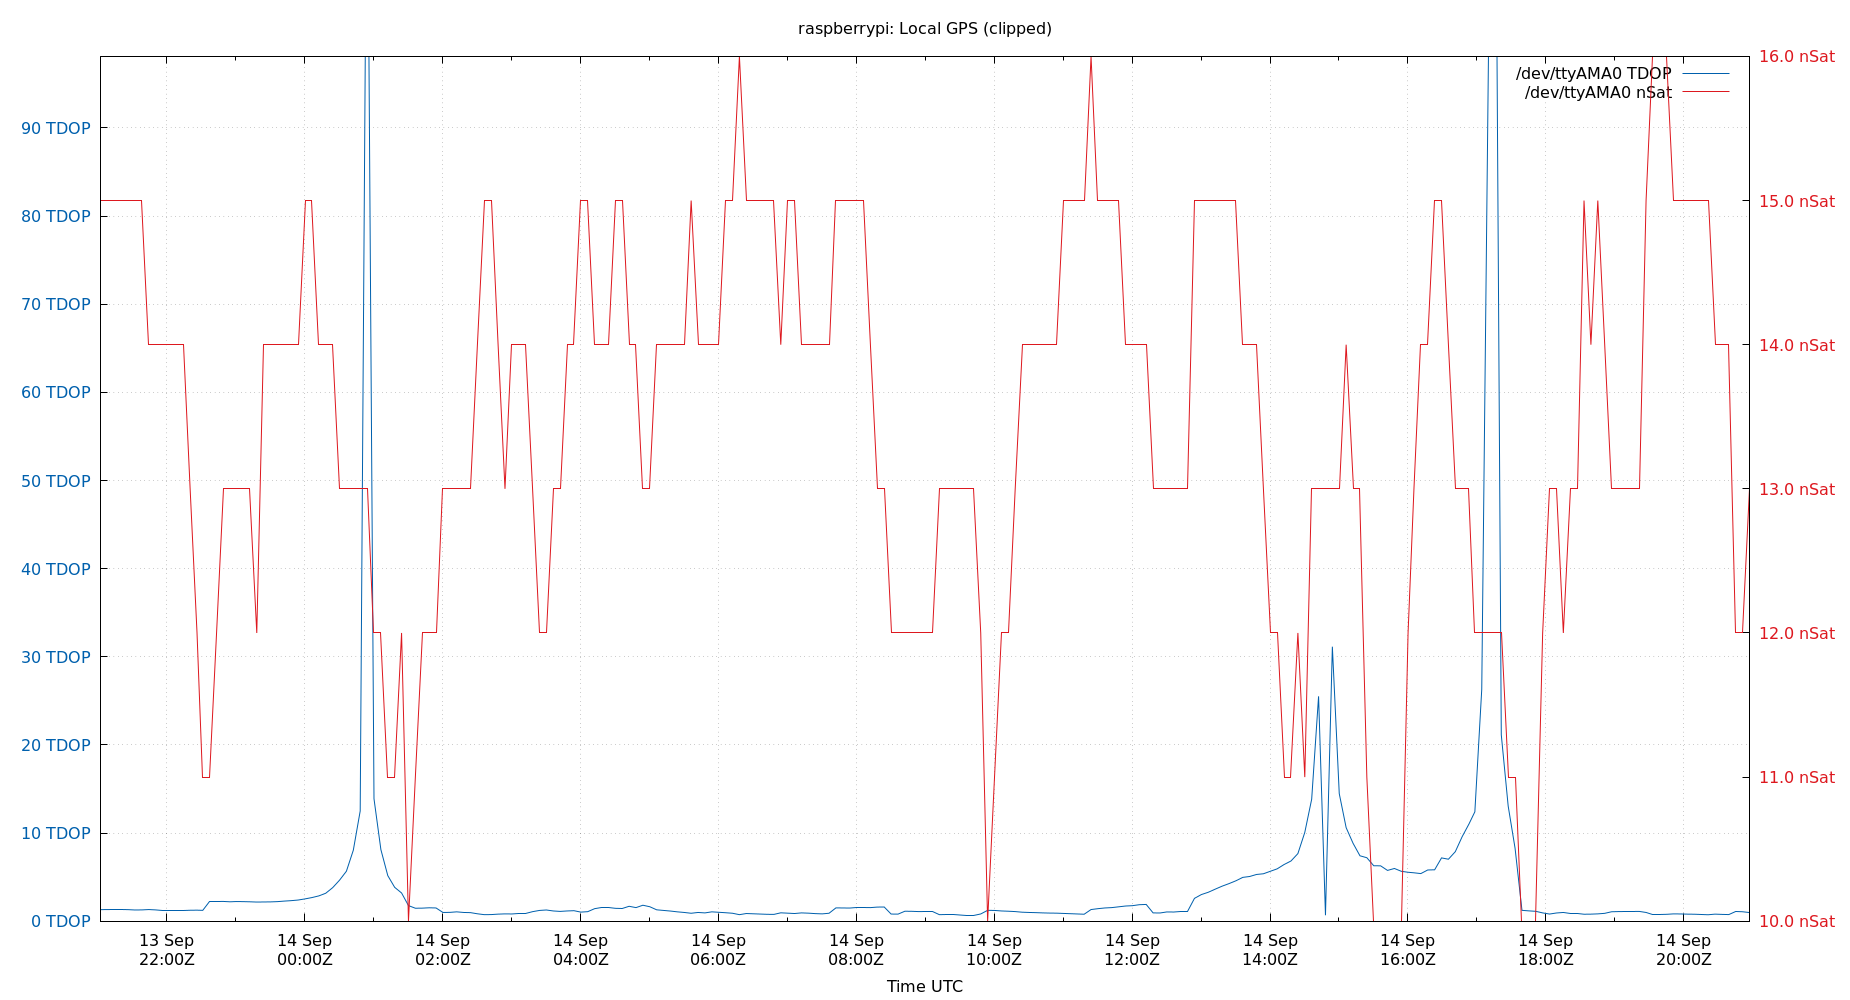 raspberrypi: Local GPS (clipped)
16.0 nSat
/dev/ttyAMA0 TDOP
/dev/ttyAMA0 nSat
90 TDOP
80 TDOP
15.0 nSat
70 TDOP
14.0 nSat
60 TDOP
50 TDOP
13.0 nSat
40 TDOP
30 TDOP
12.0 nSat
20 TDOP
11.0 nSat
10 TDOP
0 TDOP
10.0 nSat
13 Sep 14 Sep 14 Sep 14 Sep 14 Sep 14 Sep 14 Sep 14 Sep 14 Sep 14 Sep 14 Sep 14 Sep
22:00Z 00:00Z 02:00Z 04:00Z 06:00Z 08:00Z 10:00Z 12:00Z 14:00Z 16:00Z 18:00Z 20:00Z
Time UTC